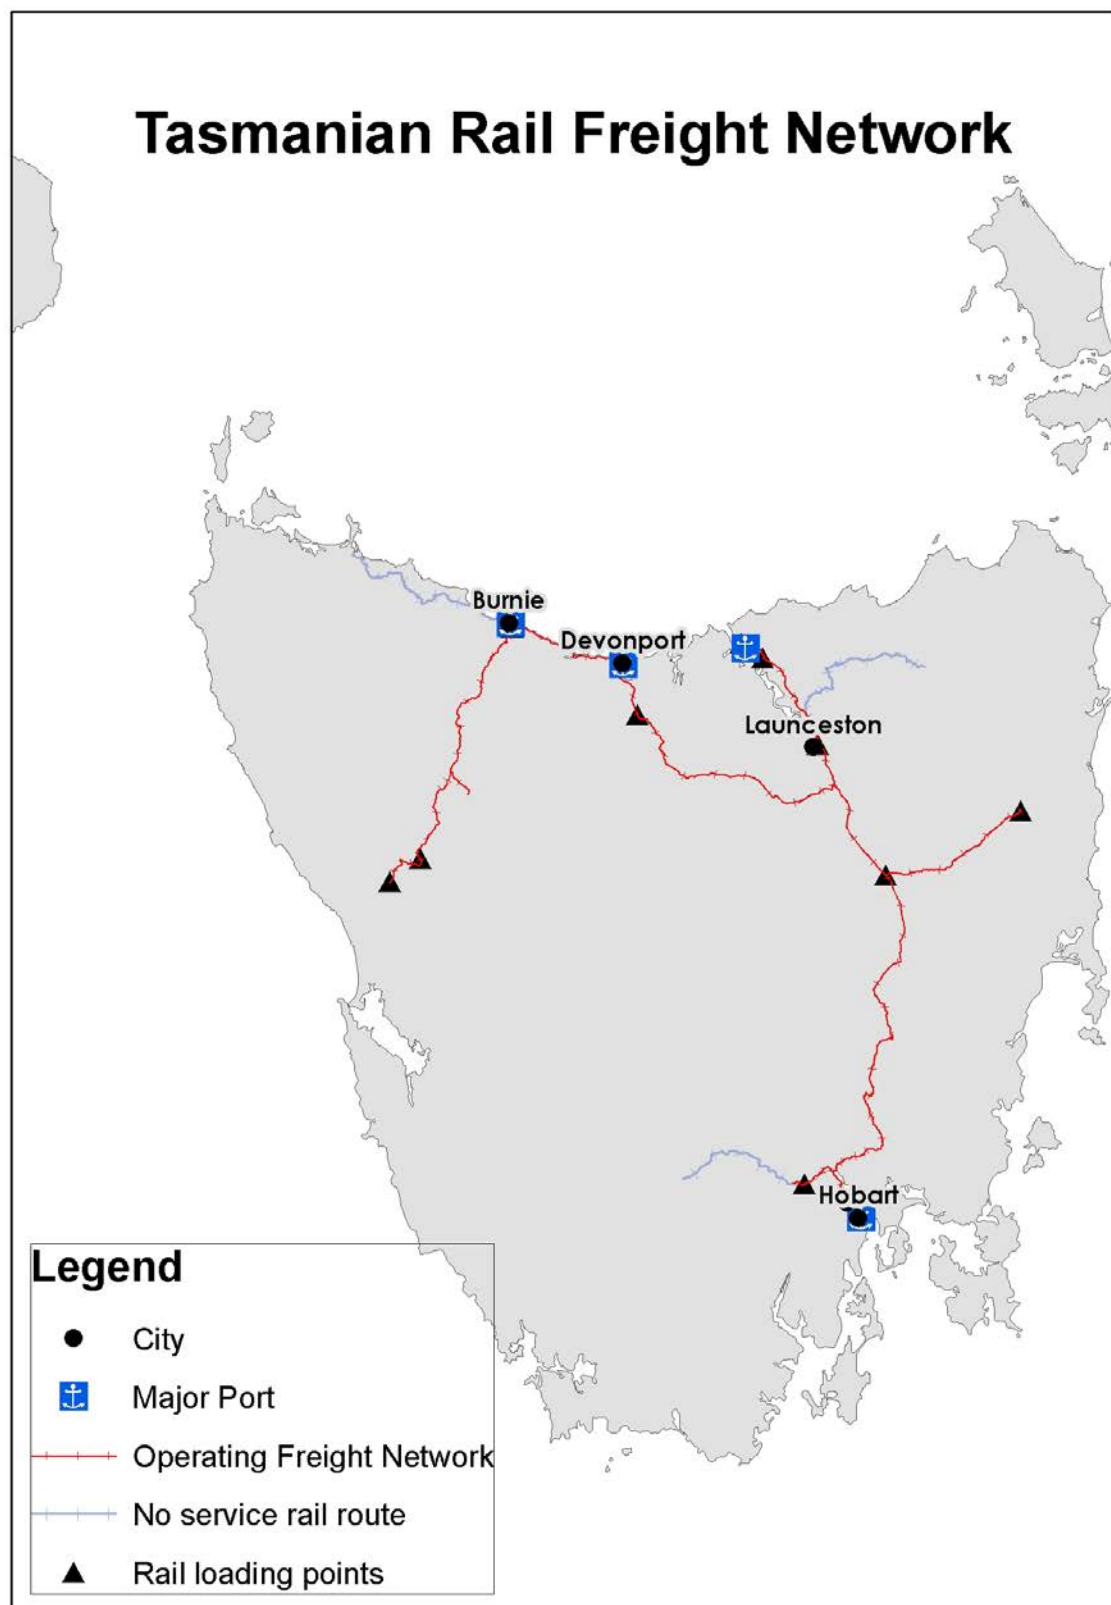 Tasmanian Rail Freight Network
Burnie
Devonport
Launceston
Hobart
Legend
City
Major Port
Operating Freight Network
No service rail route
Rail loading points